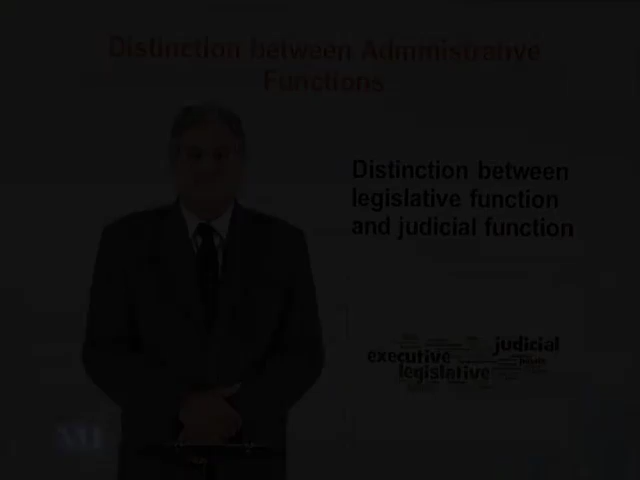 Distinction between Administrative
Functions
Distinction between
legislative function
and judicial function
judicial
executive
legislative